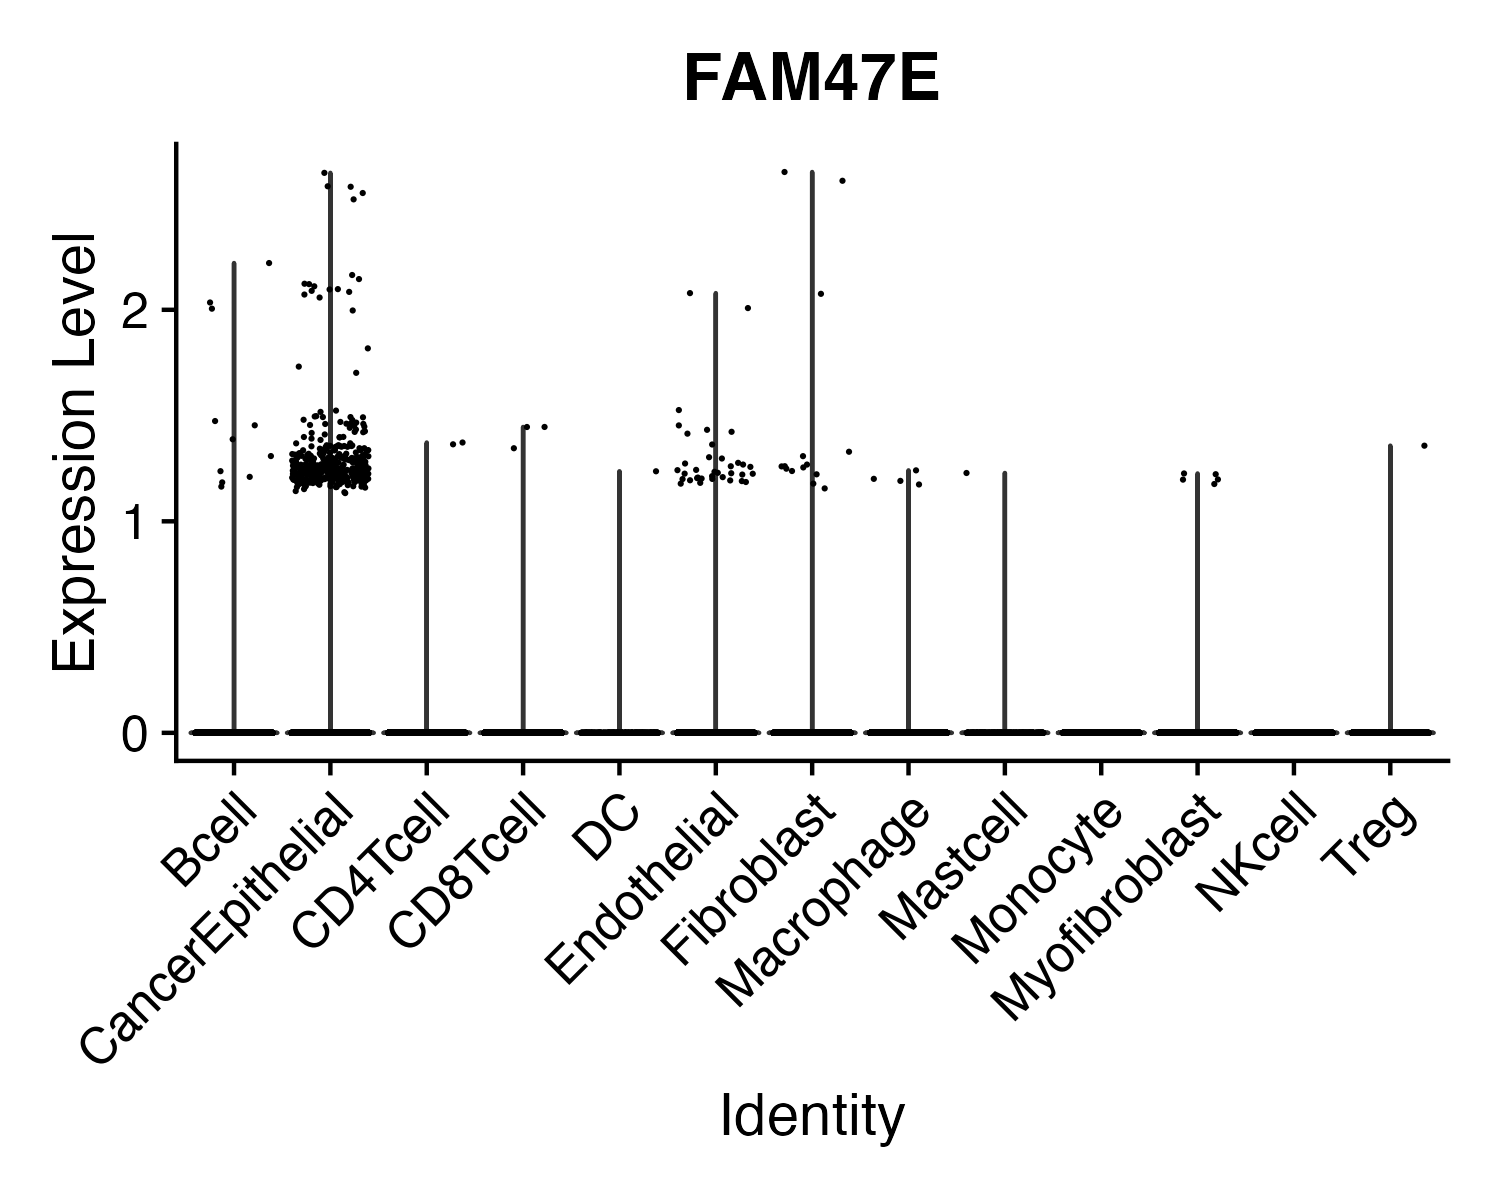 FAM47E
Expression Level
2
1
0
Bcell
CancerEpithelial
CD4Tcell
CD8Tcell
DC
Endothelial
Fibroblast
Macrophage
Mastcell
Monocyte
Myofibroblast
NKcell
Treg
Identity